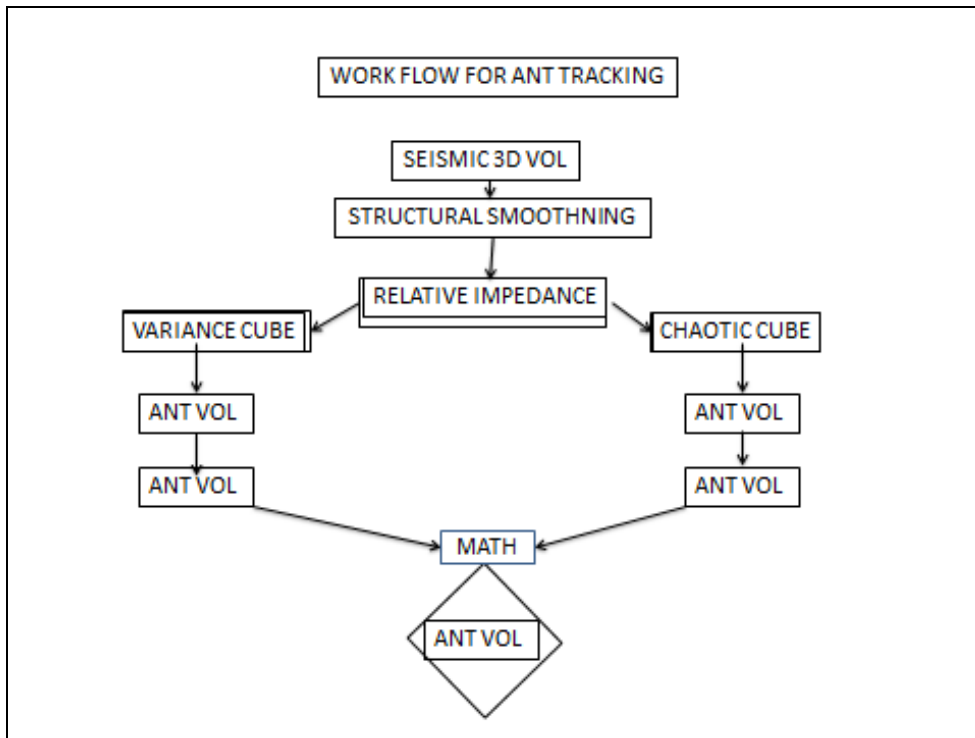 WORK FLOW FOR ANT TRACKING
SEISMIC 3D VOL
STRUCTURAL SMOOTHNING
RELATIVE IMPEDANCE
VARIANCE CUBE
CHAOTIC CUBE
ANT VOL
ANT VOL
ANT VOL
ANT VOL
MATH
ANT VOL